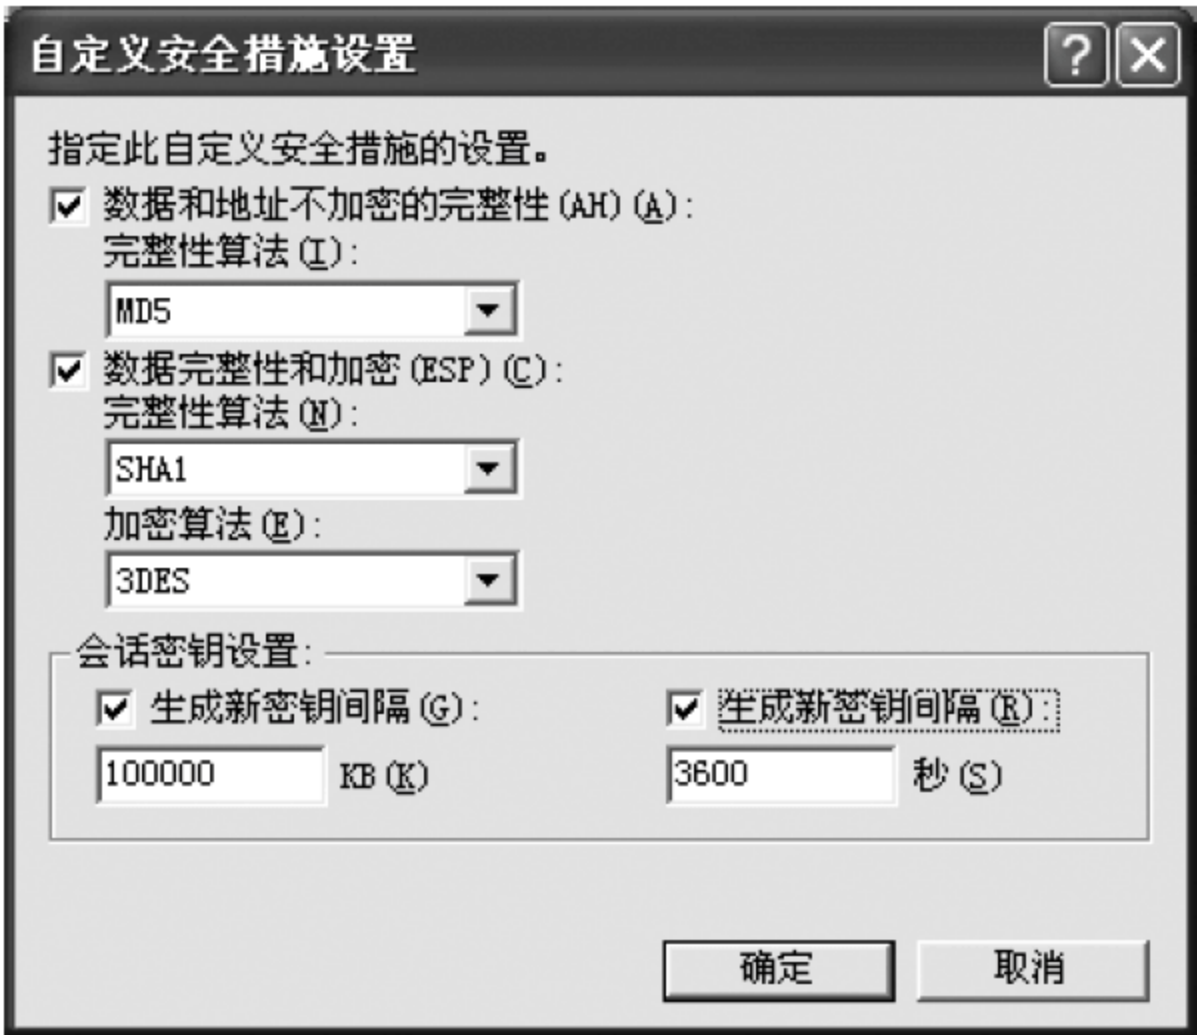 自定义安全措施设置
指定此自定义安全措施的设置。
数据和地址不加密的完整性(AH)(A):
完整性算法(I):
MD5
数据完整性和加密(ESP)(C):
完整性算法(N):
SHA1
加密算法(E):
3DES
会话密钥设置:
生成新密钥间隔(G): 生成新密钥间隔(R):
100000 KB(K) 3600 秒(S)
确定 取消